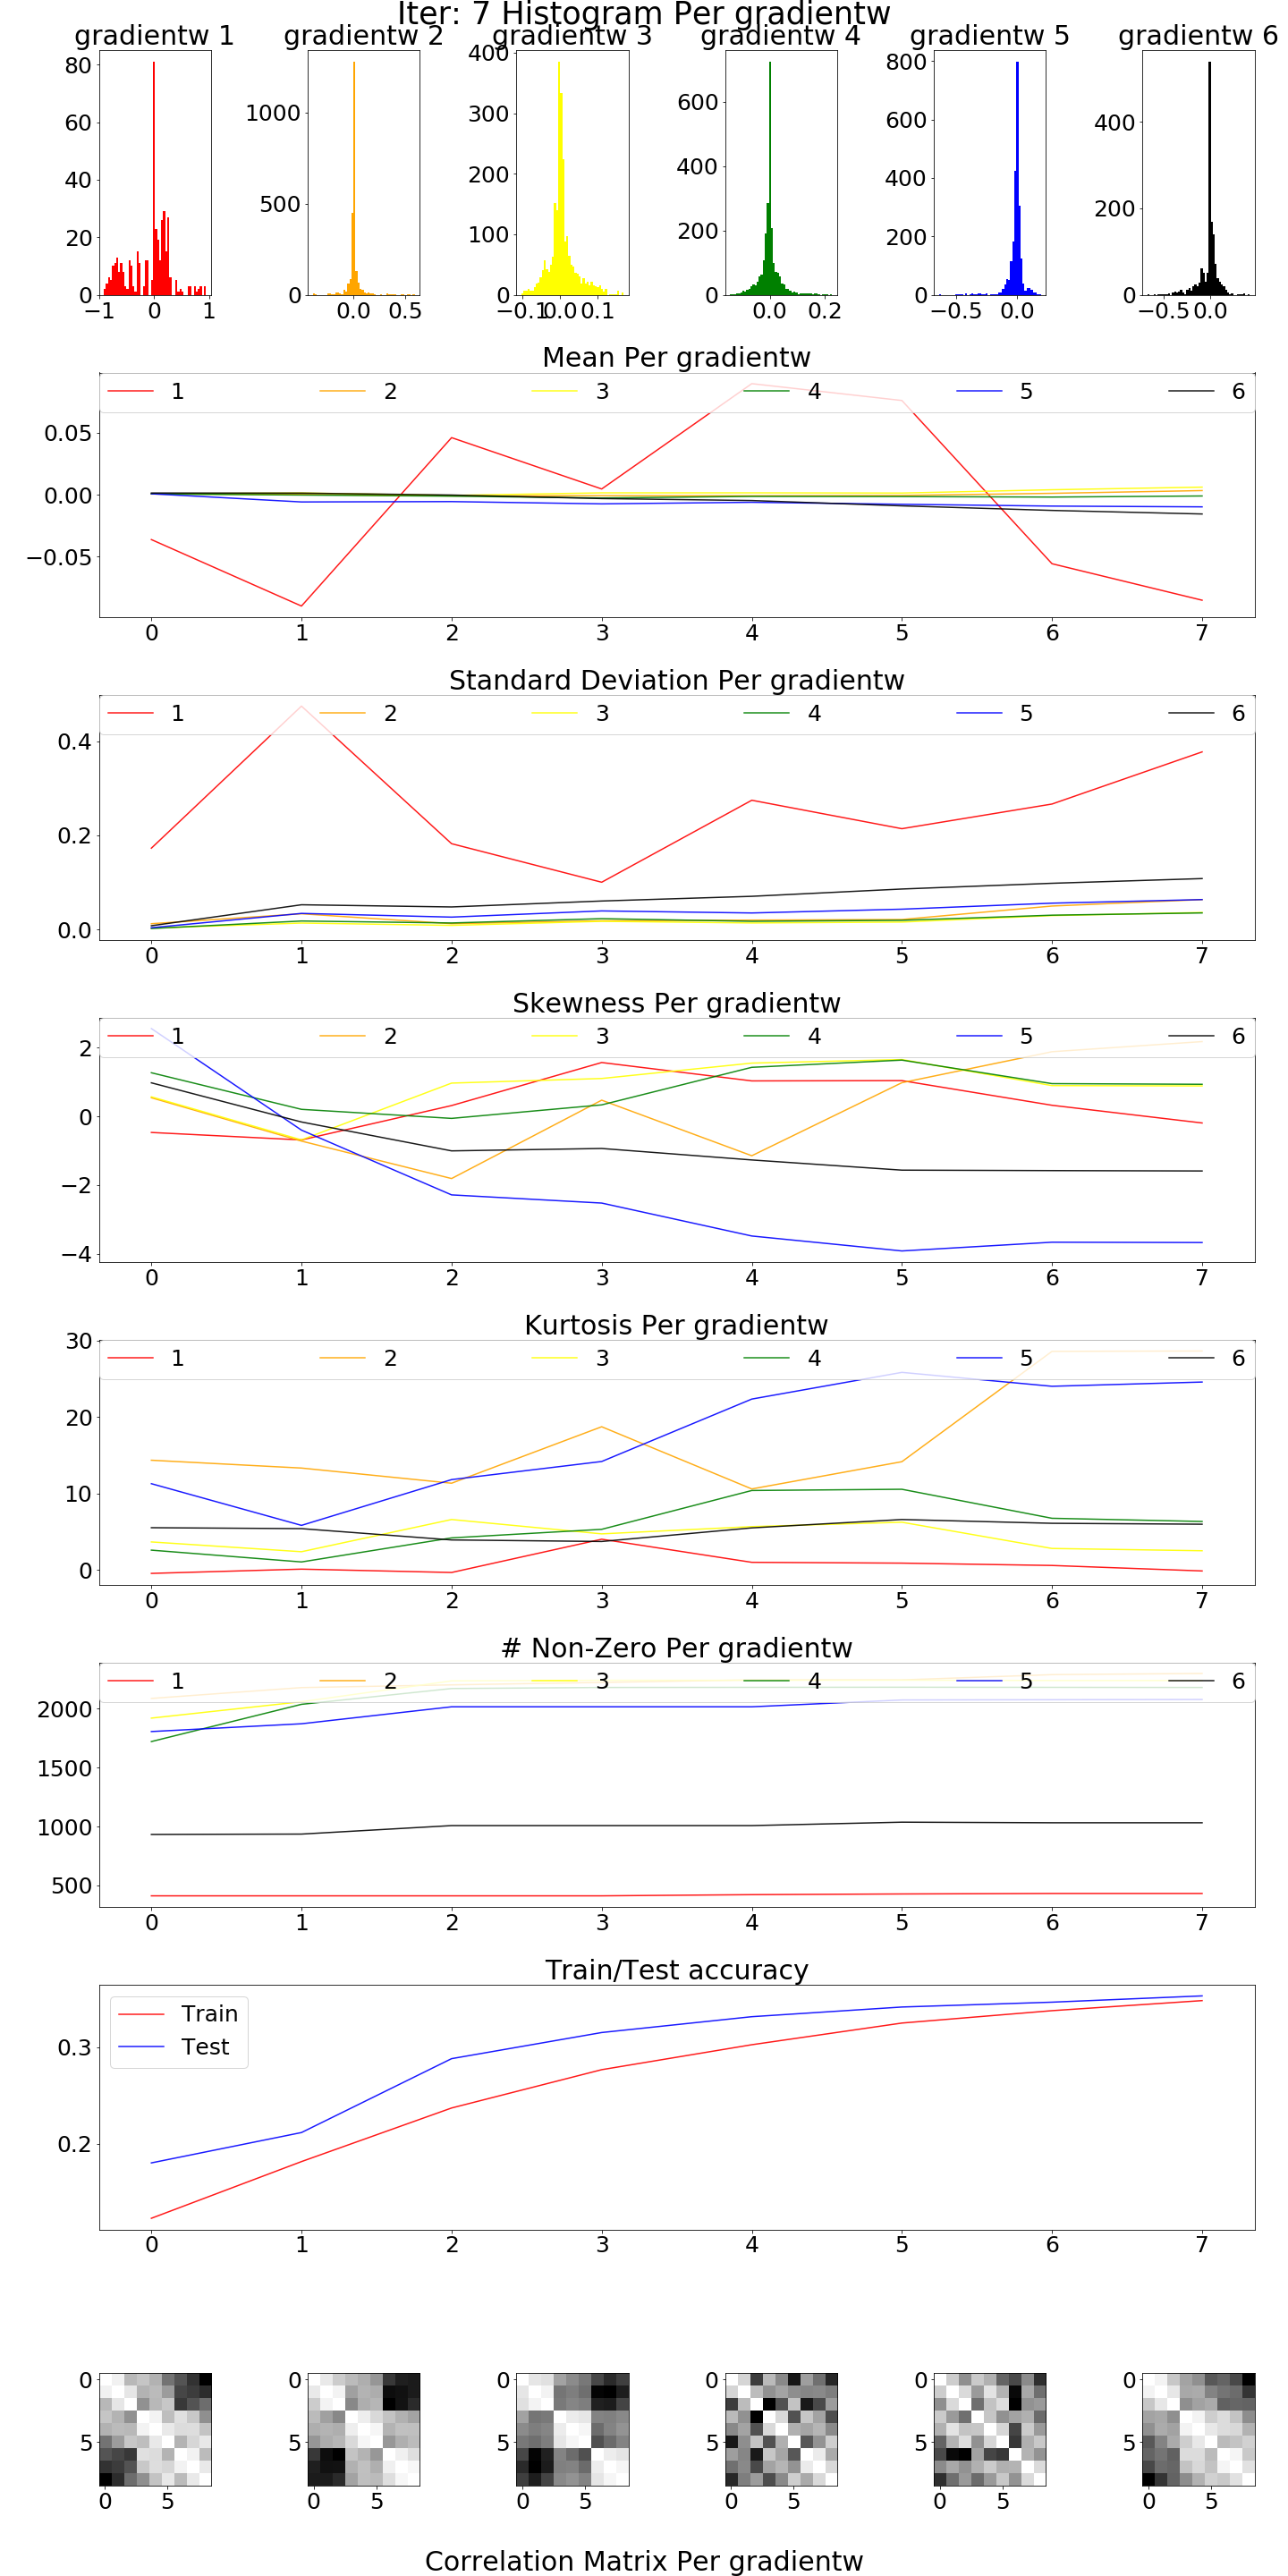 Iter: 7 Histogram Per gradientw
gradientw 1 gradientw 2 gradientw 3 gradientw 4 gradientw 5 gradientw 6
80
60
40
20
0
−1 0 1
1000
500
0
0.0 0.5
400
300
200
100
0
−0.1 0.0 0.1
600
400
200
0
0.0 0.2
800
600
400
200
0
−0.5 0.0
400
200
0
−0.5 0.0
Mean Per gradientw
1 2 3 4 5 6
0.05
0.00
−0.05
0 1 2 3 4 5 6 7
Standard Deviation Per gradientw
1 2 3 4 5 6
0.4
0.2
0.0
0 1 2 3 4 5 6 7
Skewness Per gradientw
1 2 3 4 5 6
2
0
−2
−4
0 1 2 3 4 5 6 7
Kurtosis Per gradientw
1 2 3 4 5 6
30
20
10
0
0 1 2 3 4 5 6 7
# Non-Zero Per gradientw
1 2 3 4 5 6
2000
1500
1000
500
0 1 2 3 4 5 6 7
Train/Test accuracy
Train
Test
0.3
0.2
0 1 2 3 4 5 6 7
0 0 0 0 0 0
5 5 5 5 5 5
0 5 0 5 0 5 0 5 0 5 0 5
Correlation Matrix Per gradientw